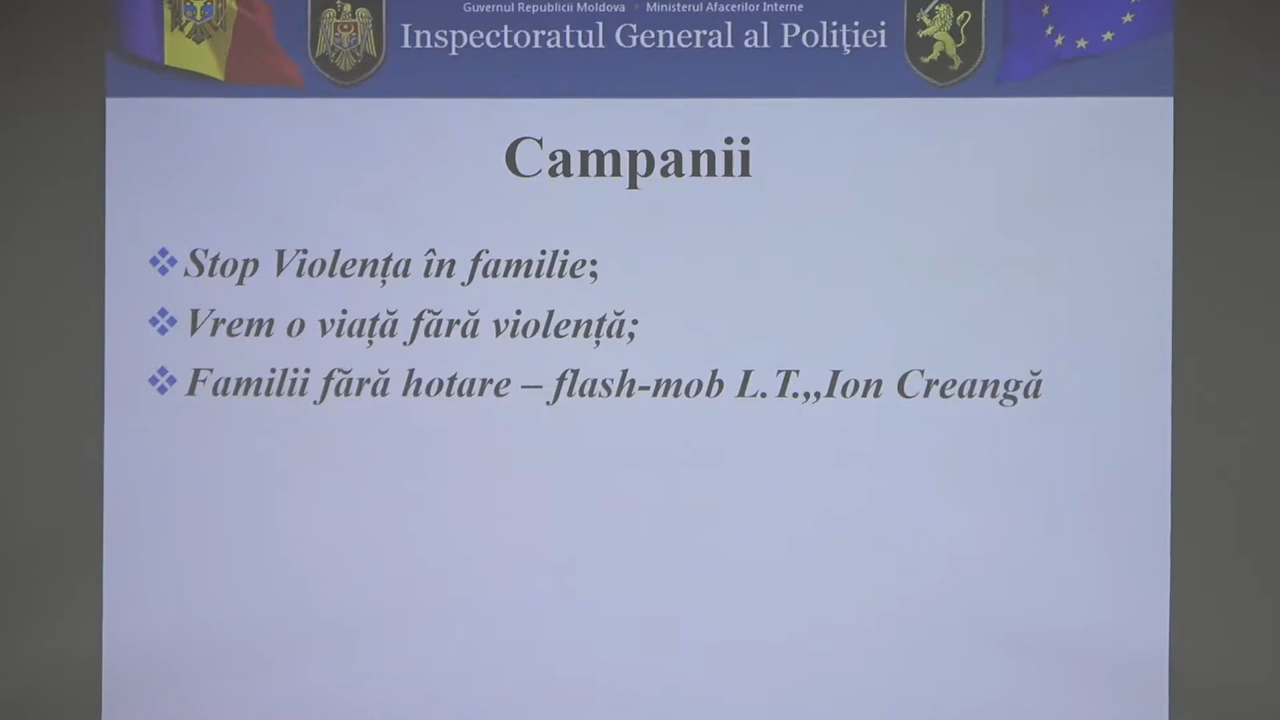 Guvernul Republicii Moldova • Ministerul Afacerilor Interne
Inspectoratul General al Poliţiei
Campanii
❖ Stop Violența în familie;
❖ Vrem o viață fără violență;
❖ Familii fără hotare – flash-mob L.T.,,Ion Creangă